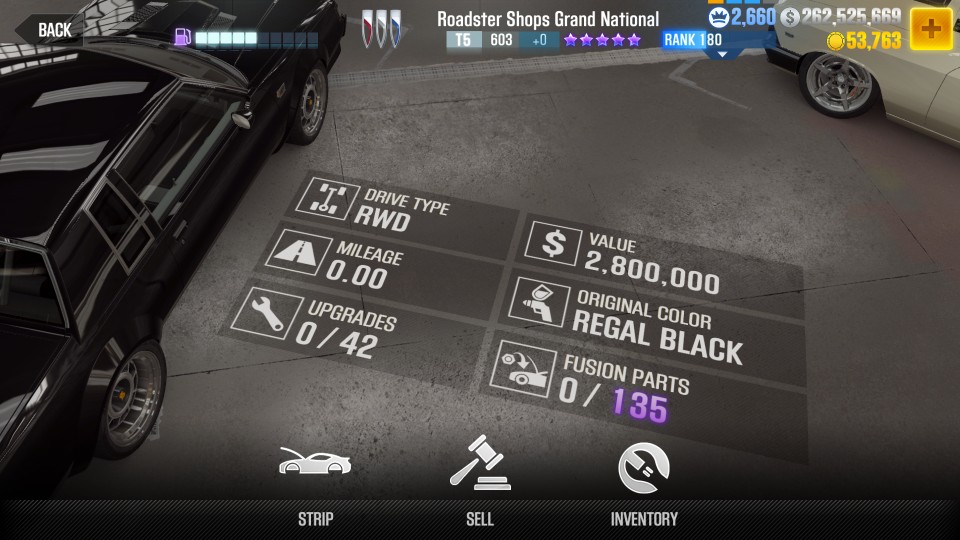 BACK
Roadster Shops Grand National
T5 603 +0
RANK 180
2,660
262,525,669
53,763
DRIVE TYPE
RWD
MILEAGE
0.00
UPGRADES
0 / 42
VALUE
2,800,000
ORIGINAL COLOR
REGAL BLACK
FUSION PARTS
0 / 135
STRIP
SELL
INVENTORY